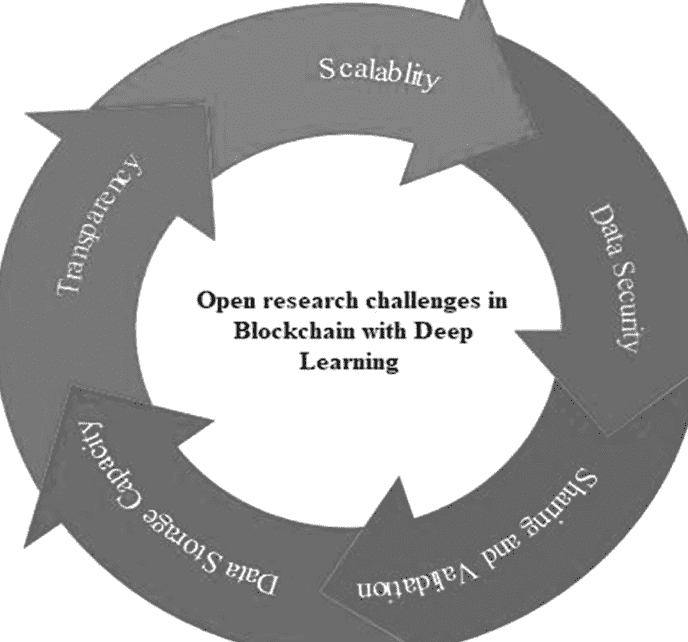 Scalablity
Data Security
Sharing and Validation
Data Storage Capacity
Transparency
Open research challenges in
Blockchain with Deep
Learning